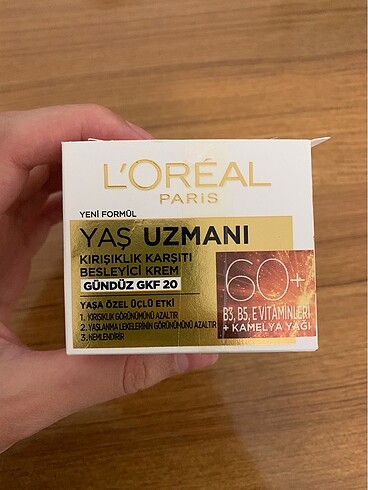 L'ORÉAL
PARIS
YENİ FORMÜL
YAŞ UZMANI
KIRIŞIKLIK KARŞITI
BESLEYİCİ KREM
GÜNDÜZ GKF 20
YAŞA ÖZEL ÜÇLÜ ETKİ
1. KIRIŞIKLIK GÖRÜNÜMÜNÜ AZALTIR
2. YAŞLANMA LEKELERİNİN GÖRÜNÜMÜNÜ AZALTIR
3. NEMLENDİRİR
60+
B3, B5, E VİTAMİNLERİ
+ KAMELYA YAĞI